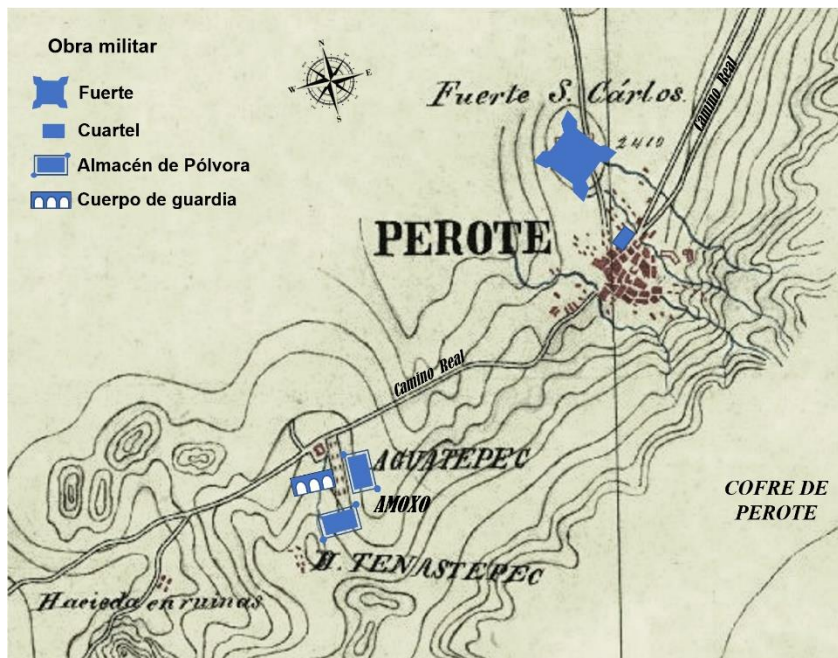 Obra militar
Fuerte
Cuartel
Almacén de Pólvora
Cuerpo de guardia
N
W E
S
Fuerte S. Cárlos.
2410
Camino Real
PEROTE
Camino Real
AGUATEPEC
AMOXO
COFRE DE
PEROTE
H. TENASTEPEC
Hacieda en ruinas